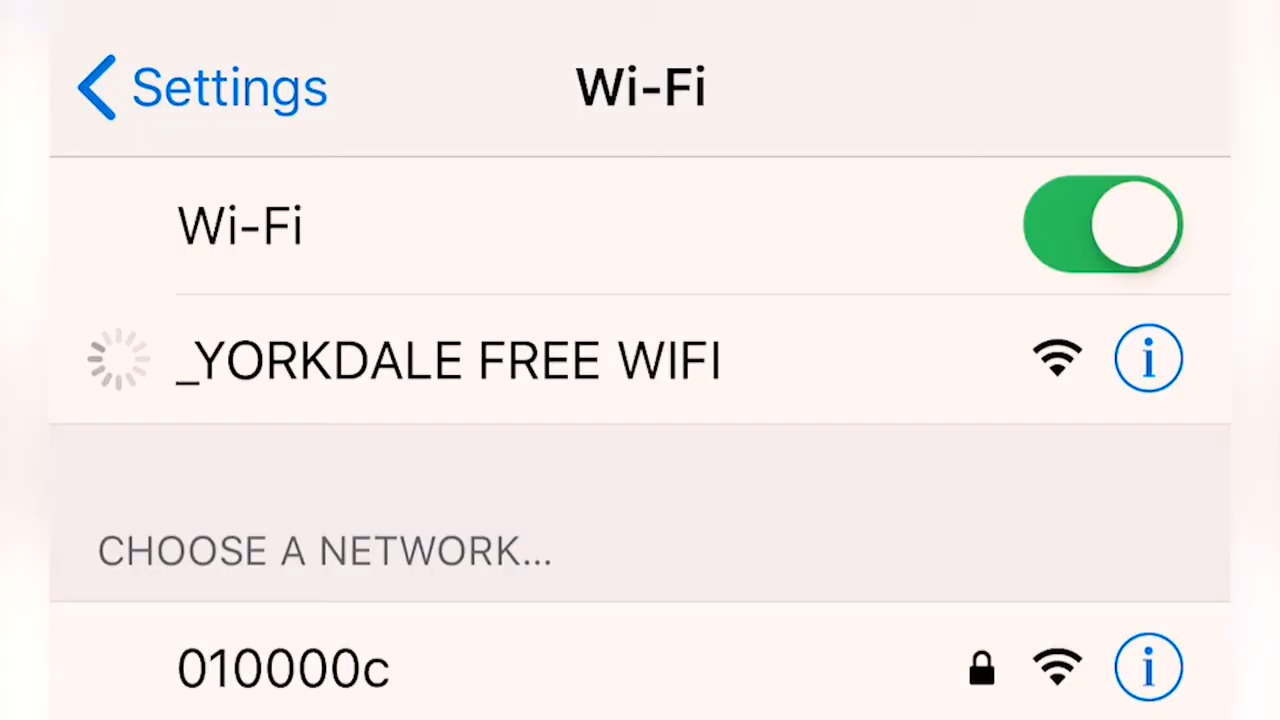 Settings
Wi-Fi
Wi-Fi
_YORKDALE FREE WIFI
CHOOSE A NETWORK...
010000c